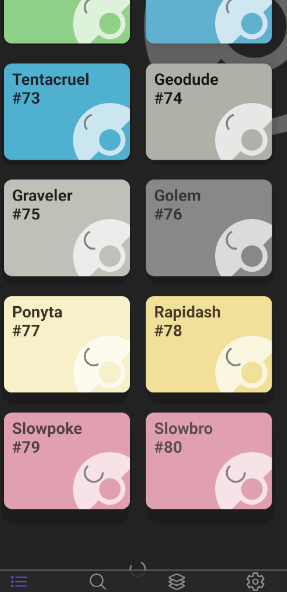 Tentacruel
#73
Geodude
#74
Graveler
#75
Golem
#76
Ponyta
#77
Rapidash
#78
Slowpoke
#79
Slowbro
#80